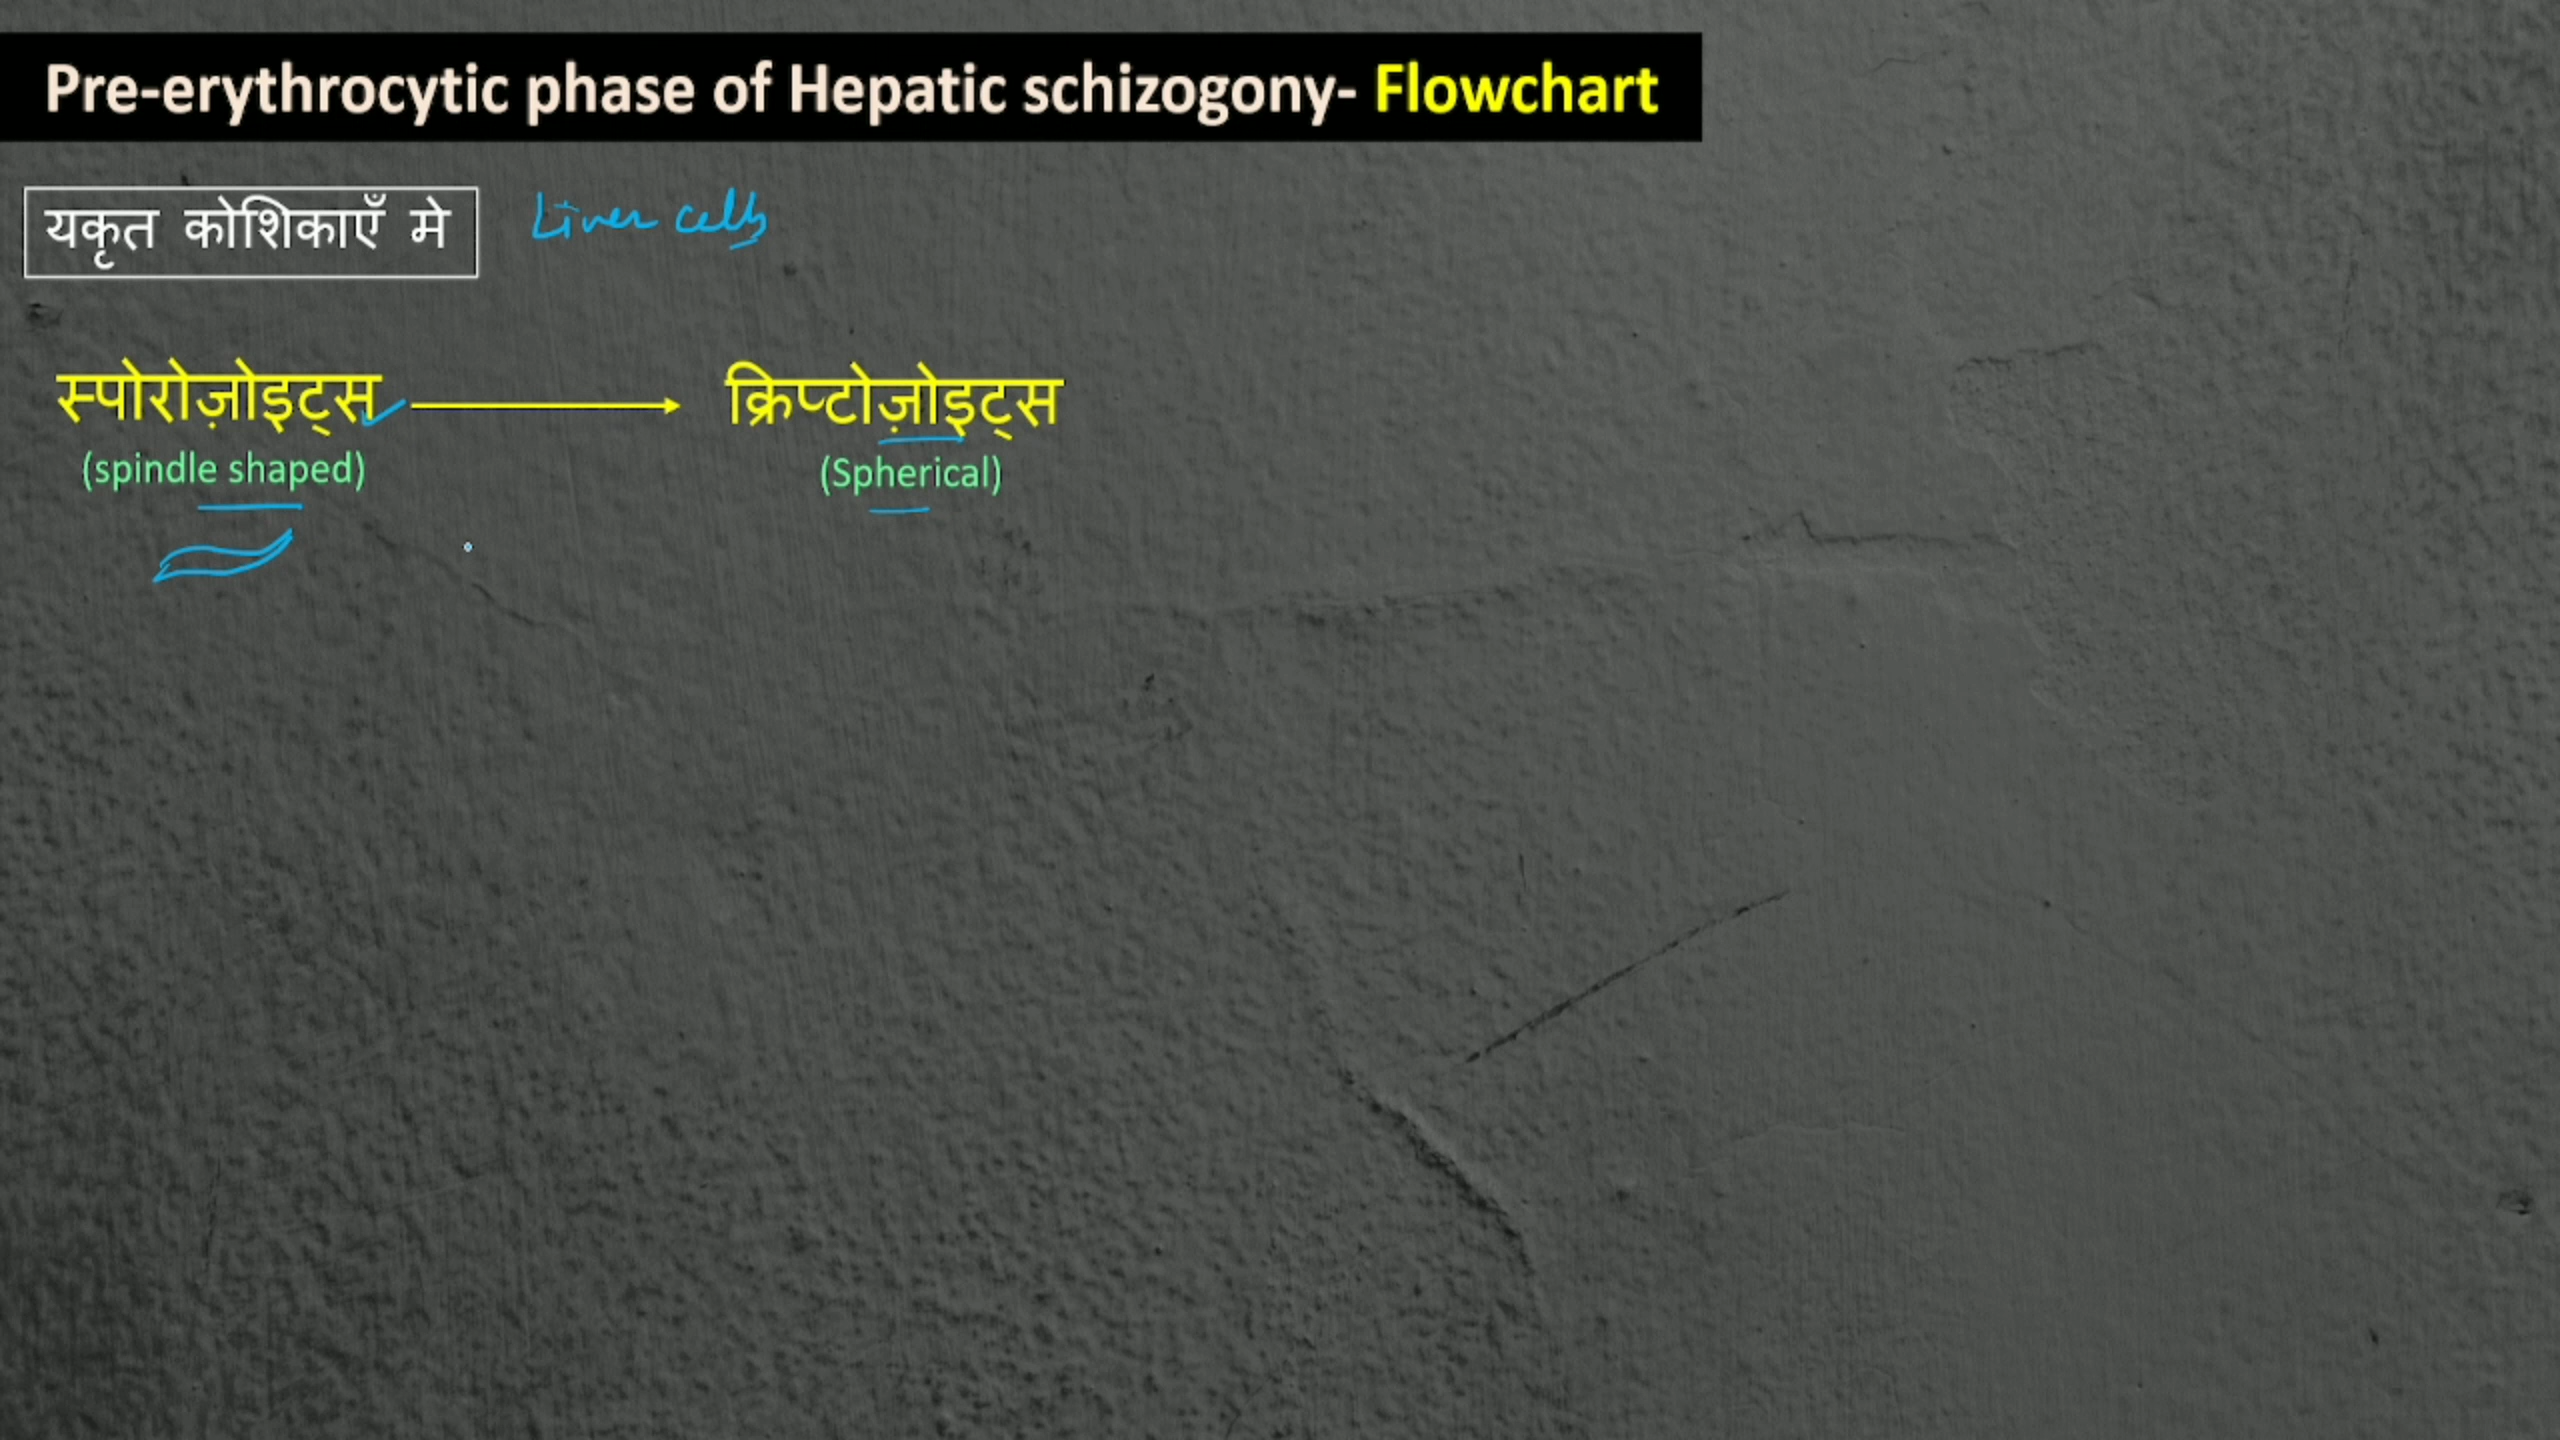 Pre-erythrocytic phase of Hepatic schizogony- Flowchart
यकृत कोशिकाएँ मे Liver cells
स्पोरोज़ोइट्स क्रिप्टोज़ोइट्स
(spindle shaped) (Spherical)